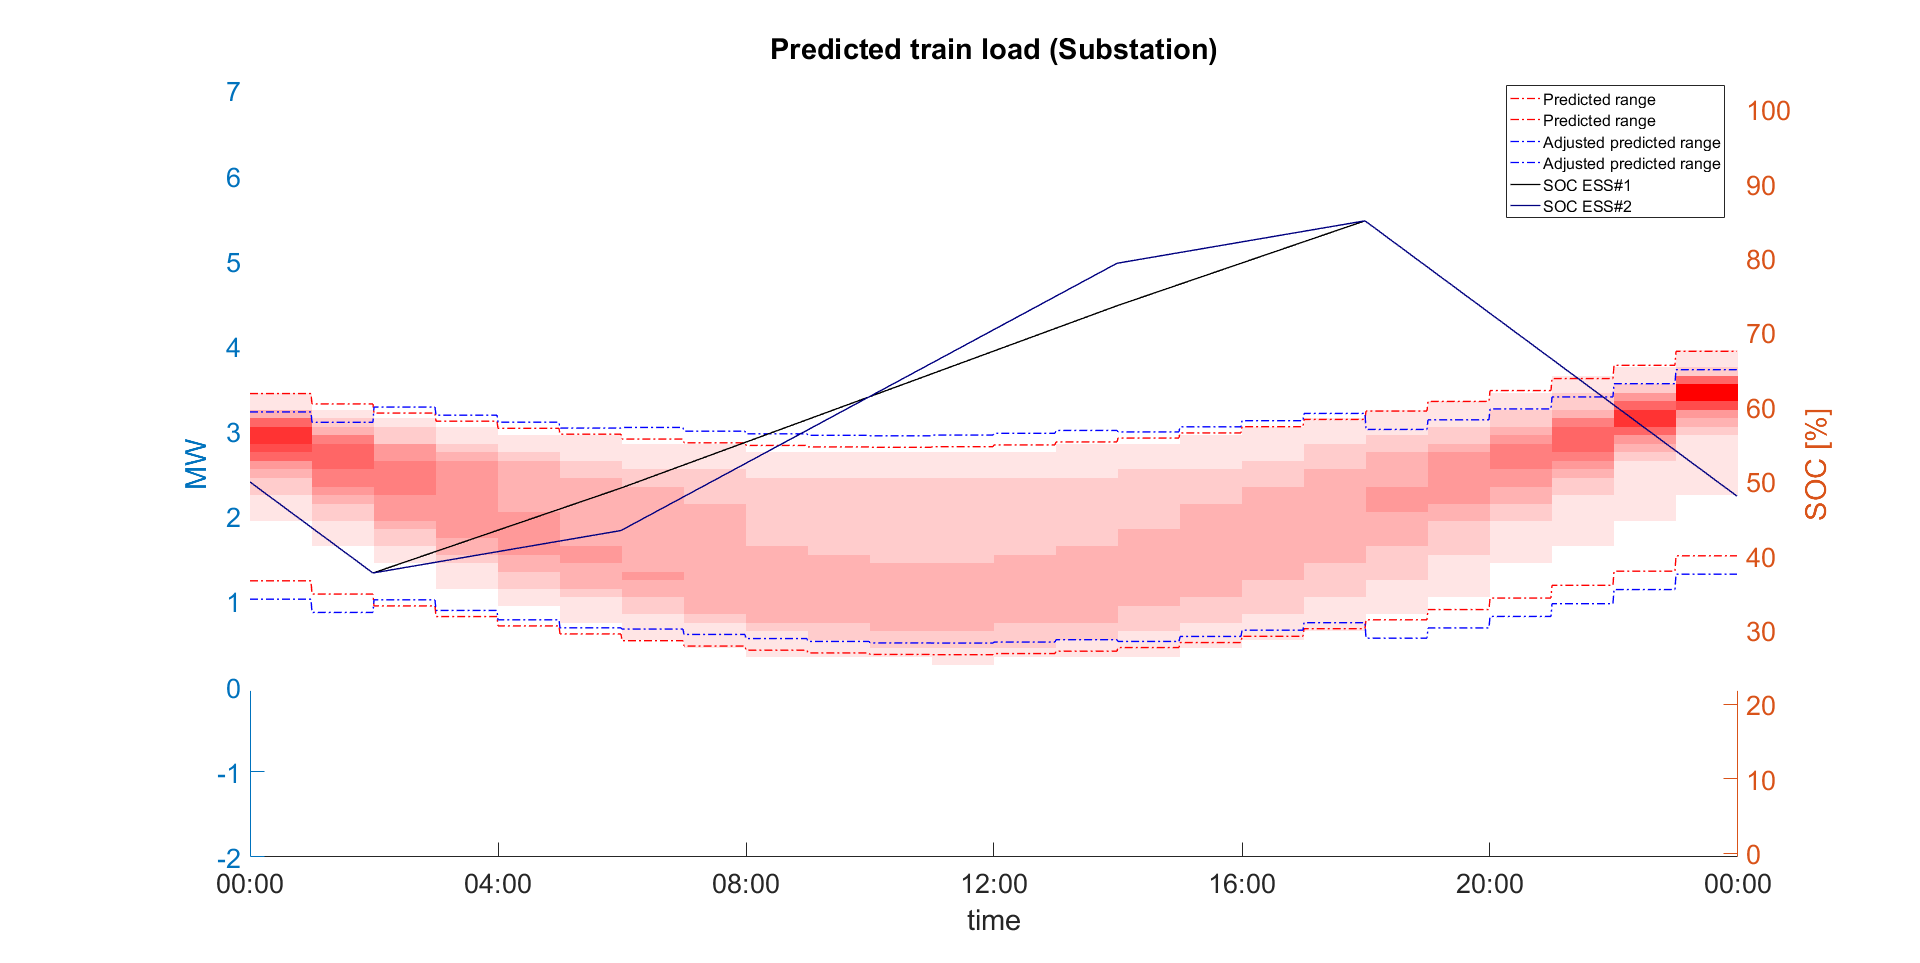 Predicted train load (Substation)
7
6
5
4
3
2
1
0
-1
-2
MW
Predicted range
Predicted range
Adjusted predicted range
Adjusted predicted range
SOC ESS#1
SOC ESS#2
100
90
80
70
60
50
40
30
20
10
0
SOC [%]
00:00 04:00 08:00 12:00 16:00 20:00 00:00
time